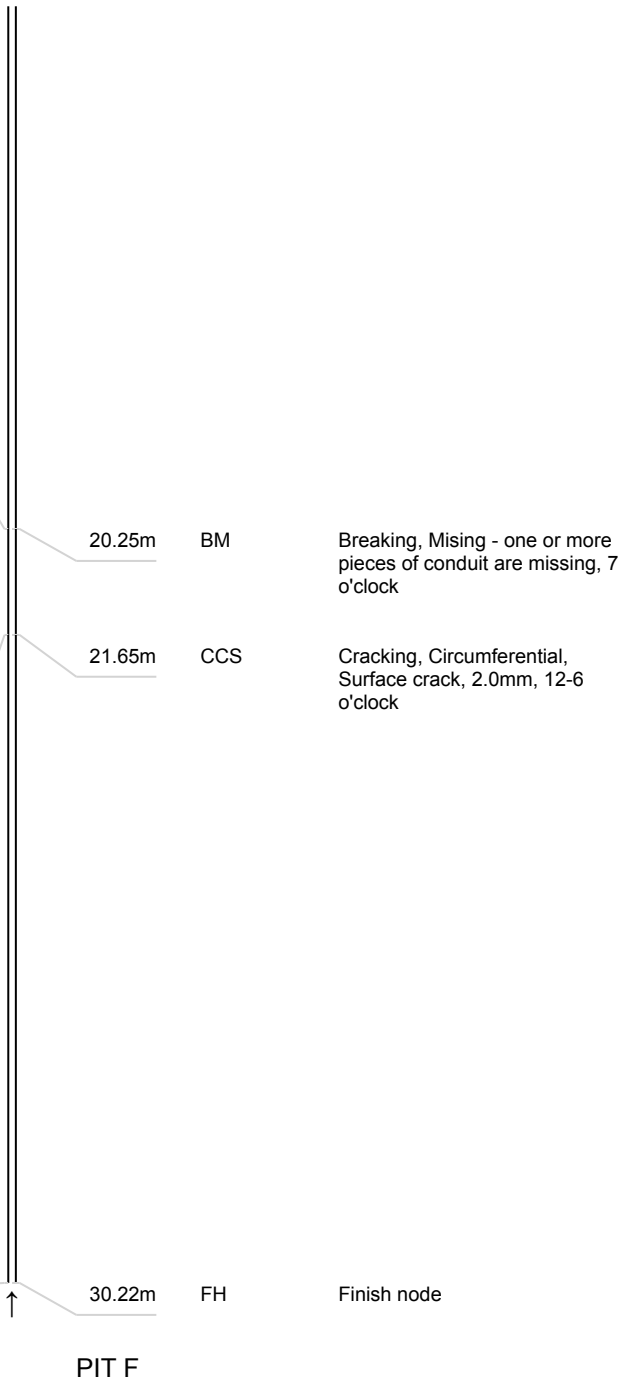 20.25m BM Breaking, Mising - one or more
pieces of conduit are missing, 7
o'clock
21.65m CCS Cracking, Circumferential,
Surface crack, 2.0mm, 12-6
o'clock
30.22m FH Finish node
↑
PIT F